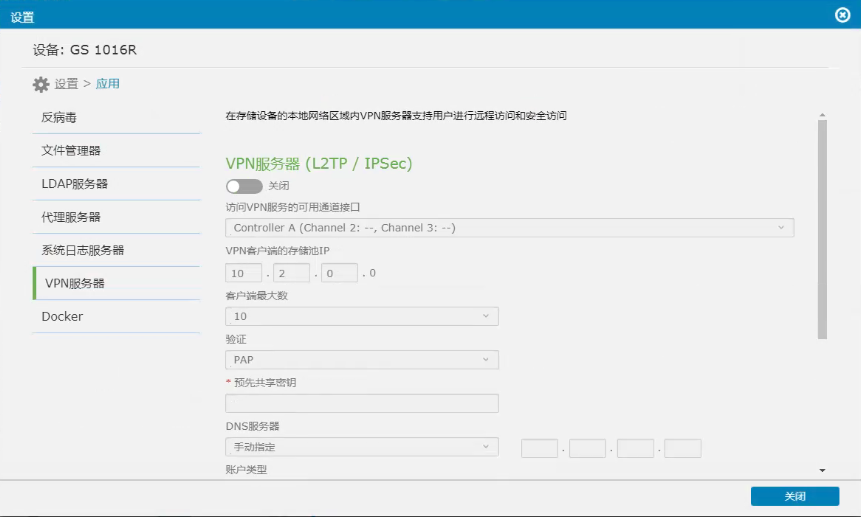 设置
设备: GS 1016R
设置 > 应用
反病毒
文件管理器
LDAP服务器
代理服务器
系统日志服务器
VPN服务器
Docker
在存储设备的本地网络区域内VPN服务器支持用户进行远程访问和安全访问
VPN服务器 (L2TP / IPSec)
关闭
访问VPN服务的可用通道接口
Controller A (Channel 2: --, Channel 3: --)
VPN客户端的存储池IP
10 . 2 . 0 . 0
客户端最大数
10
验证
PAP
* 预先共享密钥
DNS服务器
手动指定 . . .
账户类型
关闭